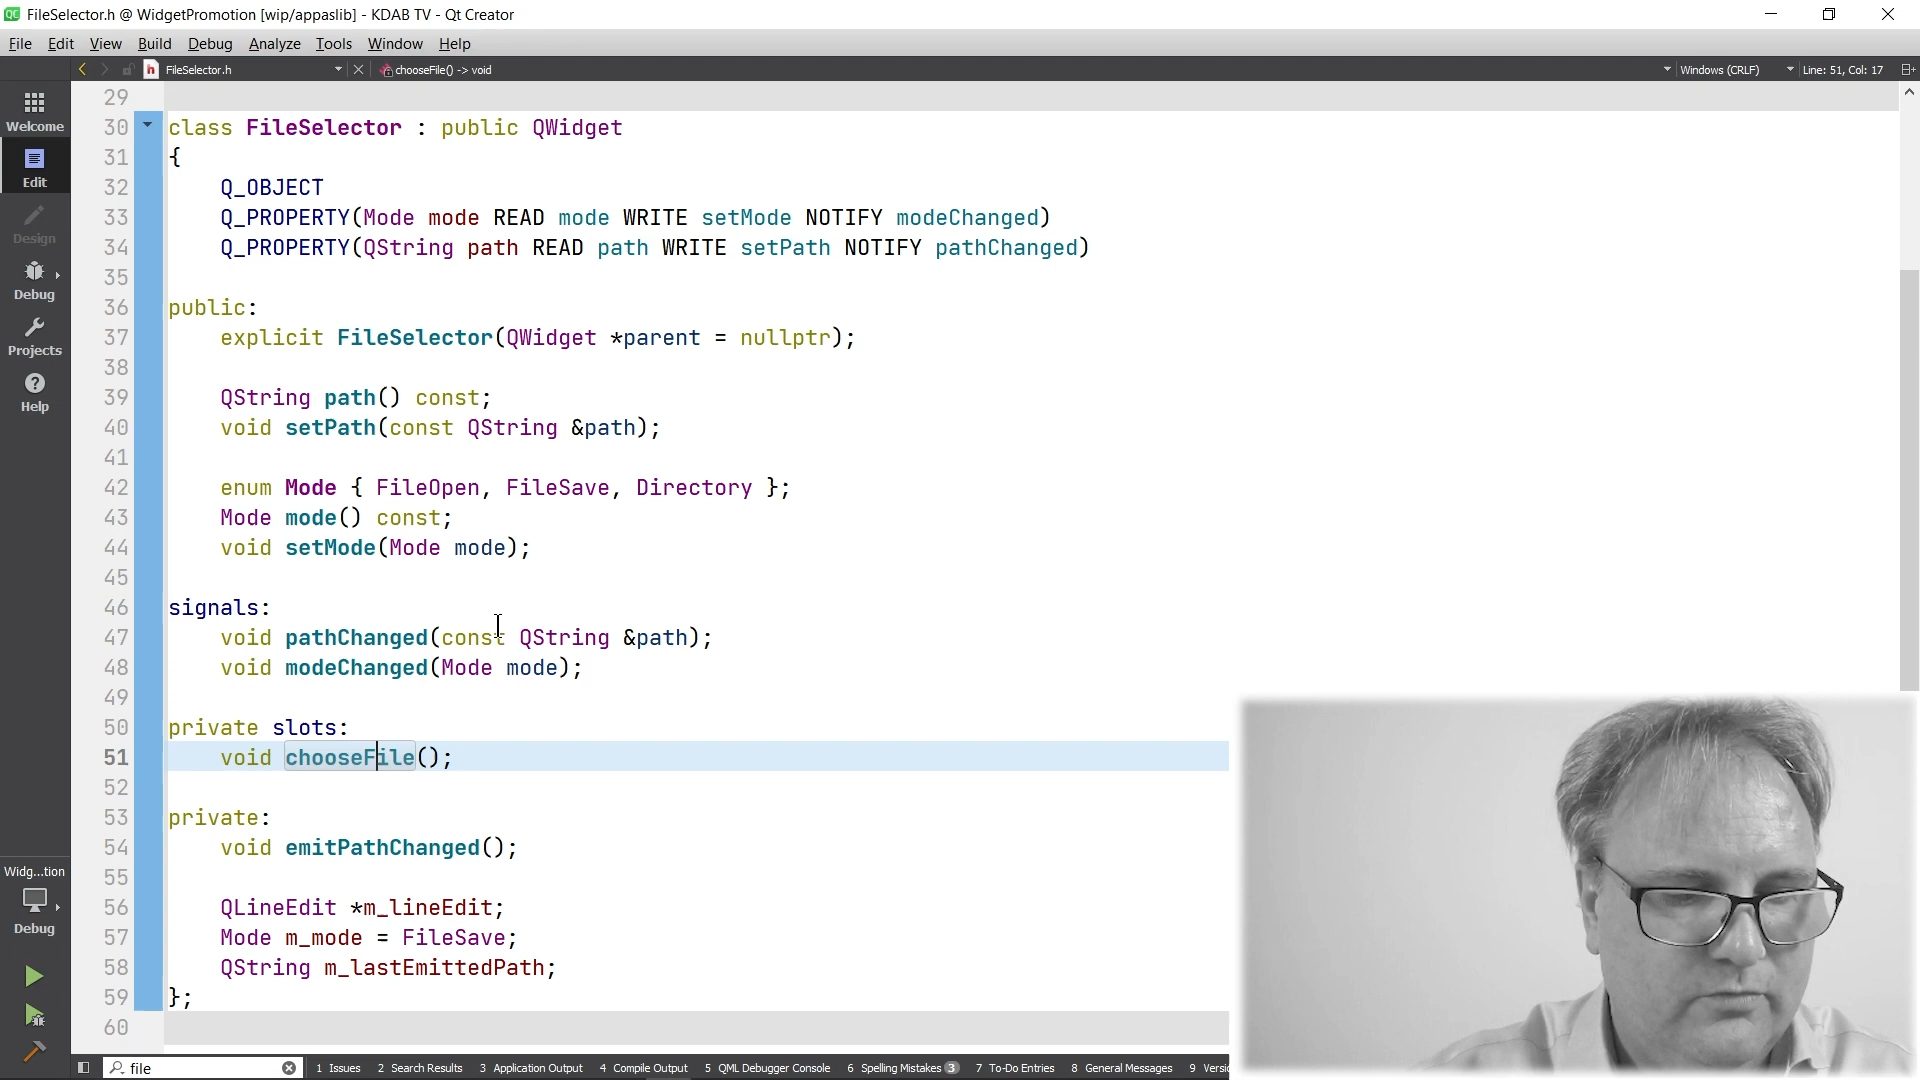 FileSelector.h @ WidgetPromotion [wip/appaslib] - KDAB TV - Qt Creator
File Edit View Build Debug Analyze Tools Window Help
FileSelector.h chooseFile() -> void Windows (CRLF) Line: 51, Col: 17
Welcome
Edit
Design
Debug
Projects
Help
29
30 class FileSelector : public QWidget
31 {
32 Q_OBJECT
33 Q_PROPERTY(Mode mode READ mode WRITE setMode NOTIFY modeChanged)
34 Q_PROPERTY(QString path READ path WRITE setPath NOTIFY pathChanged)
35
36 public:
37 explicit FileSelector(QWidget *parent = nullptr);
38
39 QString path() const;
40 void setPath(const QString &path);
41
42 enum Mode { FileOpen, FileSave, Directory };
43 Mode mode() const;
44 void setMode(Mode mode);
45
46 signals:
47 void pathChanged(const QString &path);
48 void modeChanged(Mode mode);
49
50 private slots:
51 void chooseFile();
52
53 private:
54 void emitPathChanged();
55
56 QLineEdit *m_lineEdit;
57 Mode m_mode = FileSave;
58 QString m_lastEmittedPath;
59 };
60
Widg...tion
Debug
file 1 Issues 2 Search Results 3 Application Output 4 Compile Output 5 QML Debugger Console 6 Spelling Mistakes 3 7 To-Do Entries 8 General Messages 9